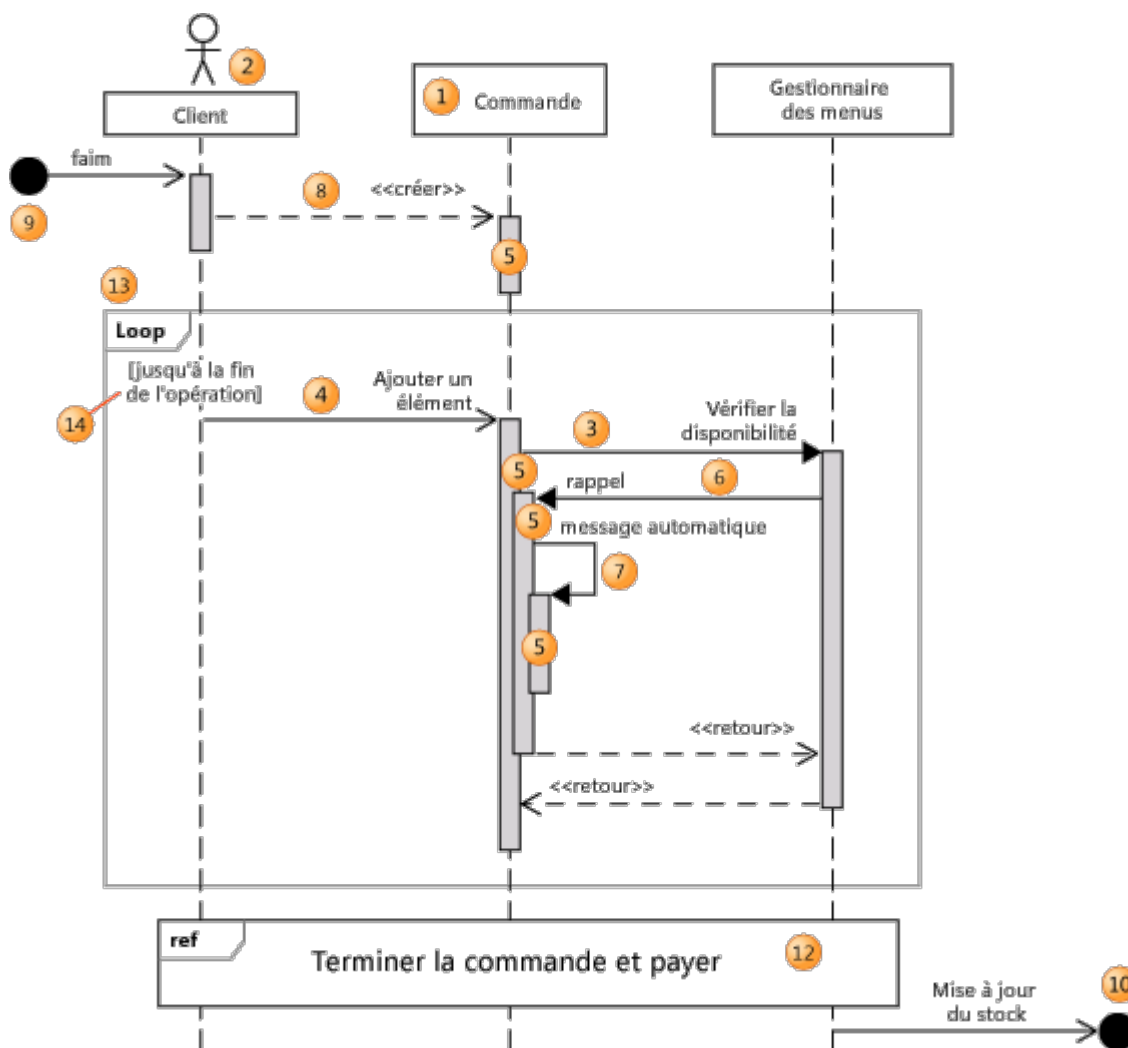 2
1
Commande
Gestionnaire
des menus
Client
faim
8
<<créer>>
9
5
13
Loop
[jusqu'à la fin
de l'opération]
14
4
Ajouter un
élément
3
Vérifier la
disponibilité
5
rappel
6
5
message automatique
7
5
<<retour>>
<<retour>>
ref
Terminer la commande et payer
12
10
Mise à jour
du stock